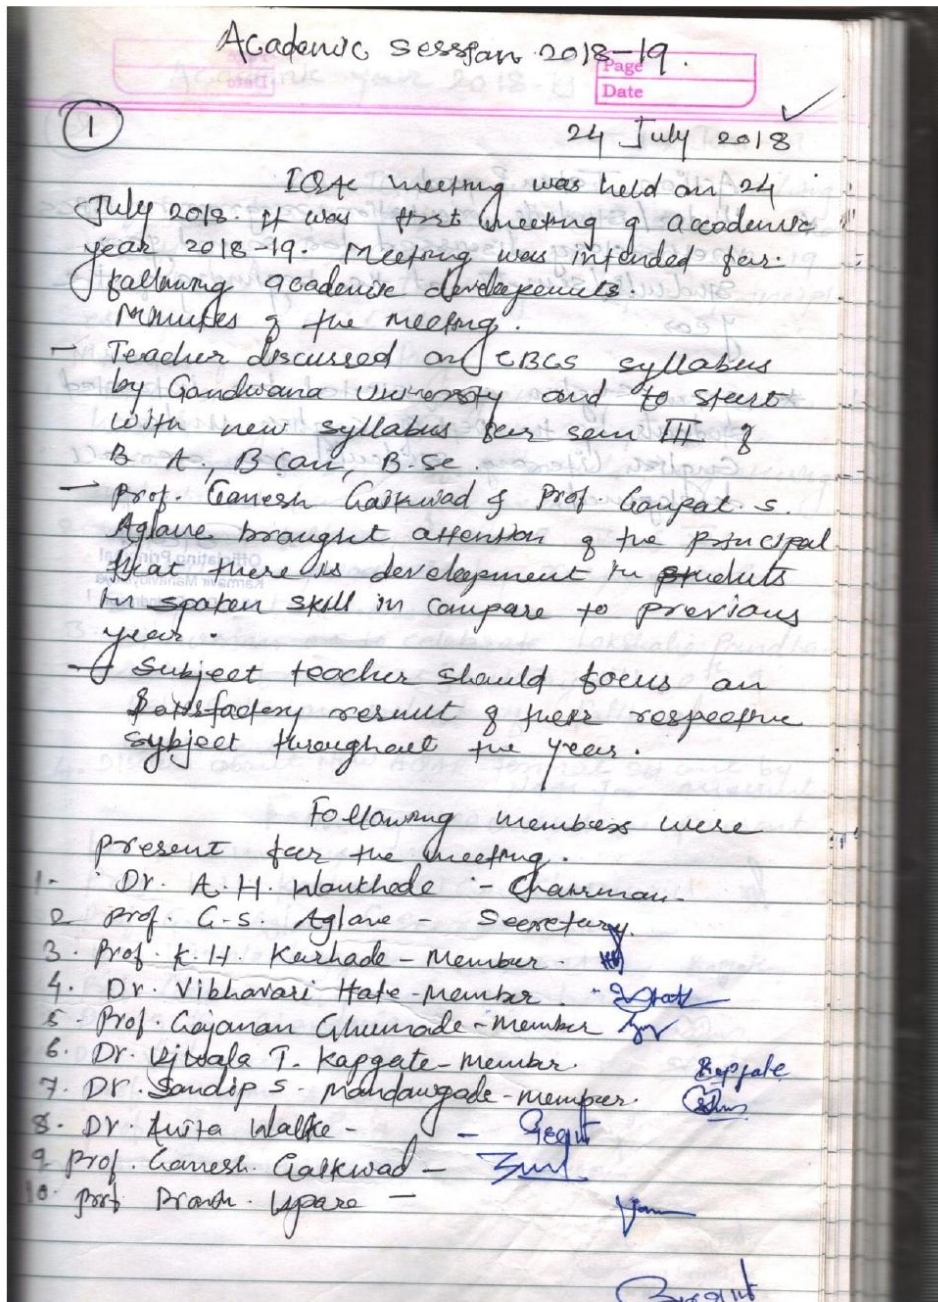 Academic session 2018-19.
Page
Date
1
24 July 2018
IQAC meeting was held on 24
July 2018. It was first meeting of accademic
year 2018-19. Meeting was intended for
following academic developments.
Minutes of the meeting.
- Teacher discussed on CBCS syllabus
by Gondwana University and to start
with new syllabus for sem III of
B A., B Com, B.Sc.
- Prof. Ganesh Gaikwad & Prof. Ganpat. S.
Aglave brought attention of the principal
that there is development in students
in spoken skill in compare to previous
year.
- Subject teacher should focus on
satisfactory result of their respective
subject throughout the year.
Following members were
present for the meeting.
1. Dr. A. H. Wankhede - Chairman.
2 Prof. G. S. Aglave - Secretary.
3. Prof. K. H. Karhade - Member.
4. Dr. Vibhavari Hate - Member.
5. Prof. Gajanan Ghumade - member
6. Dr. Ujwala T. Kapgate - Member. Kapgate
7. Dr. Sandip S. Mandavgade - member.
8. Dr. Anita Walke - -
9 Prof. Ganesh. Gaikwad -
10. Prof -